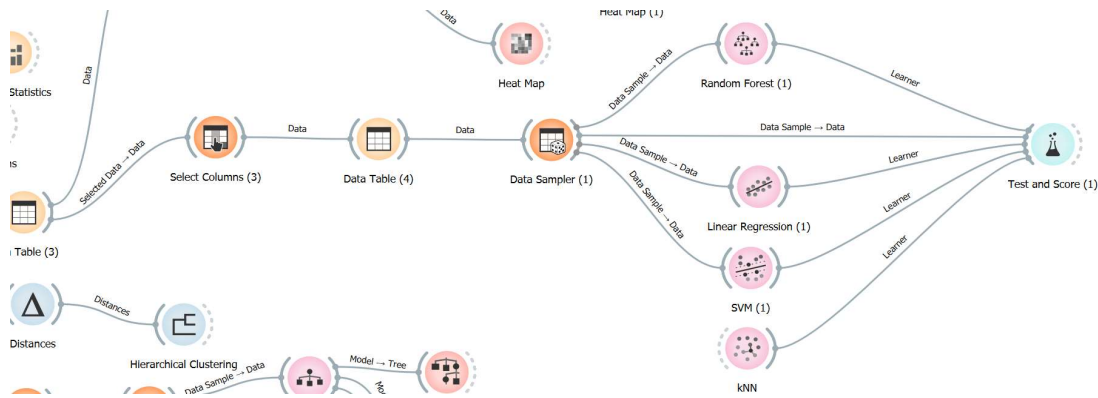 Heat Map (1)
Data
Statistics
Data
Heat Map
Data Sample → Data
Random Forest (1)
Learner
Selected Data → Data
Select Columns (3)
Data
Data Table (4)
Data
Data Sampler (1)
Data Sample → Data
Data Sample → Data
Linear Regression (1)
Learner
Test and Score (1)
Table (3)
Data Sample → Data
SVM (1)
Learner
Learner
kNN
Distances
Distances
Hierarchical Clustering
Data Sample → Data
Model → Tree